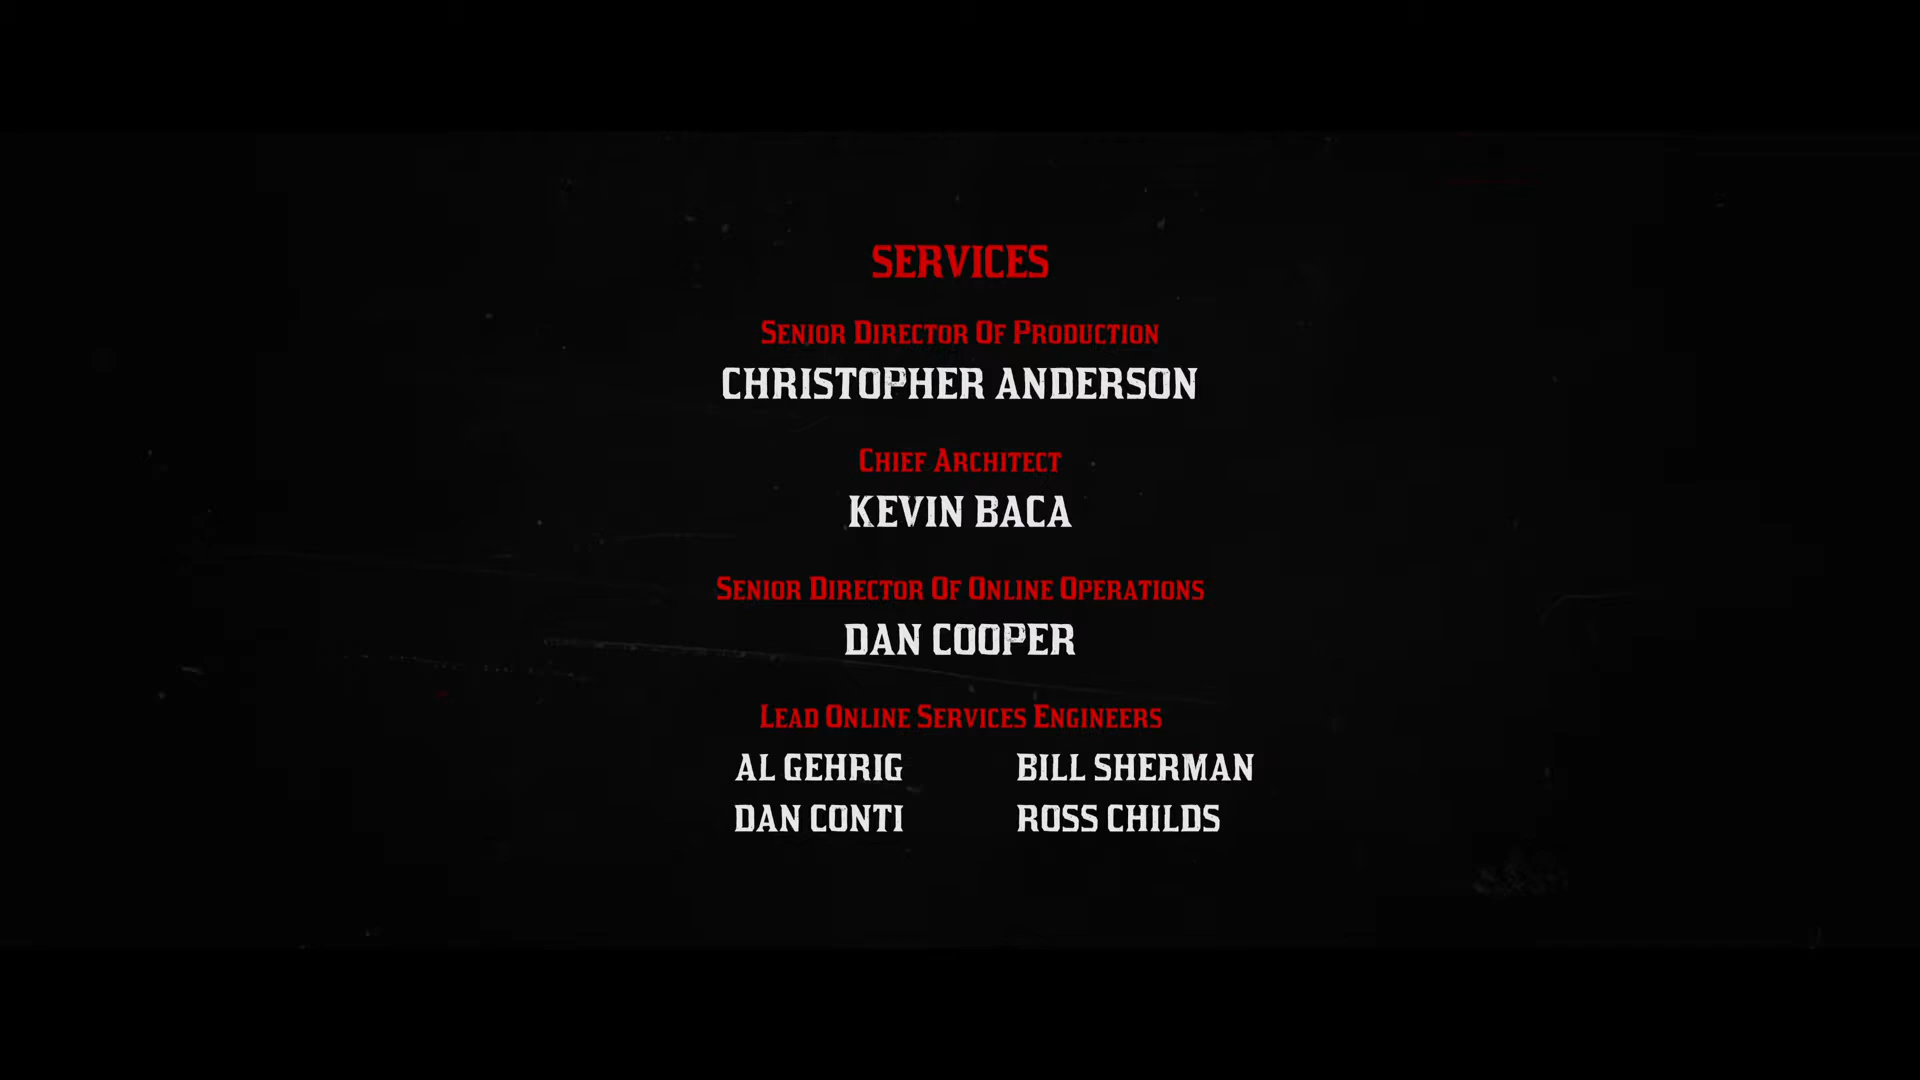 SERVICES
SENIOR DIRECTOR OF PRODUCTION
CHRISTOPHER ANDERSON
CHIEF ARCHITECT
KEVIN BACA
SENIOR DIRECTOR OF ONLINE OPERATIONS
DAN COOPER
LEAD ONLINE SERVICES ENGINEERS
AL GEHRIG BILL SHERMAN
DAN CONTI ROSS CHILDS